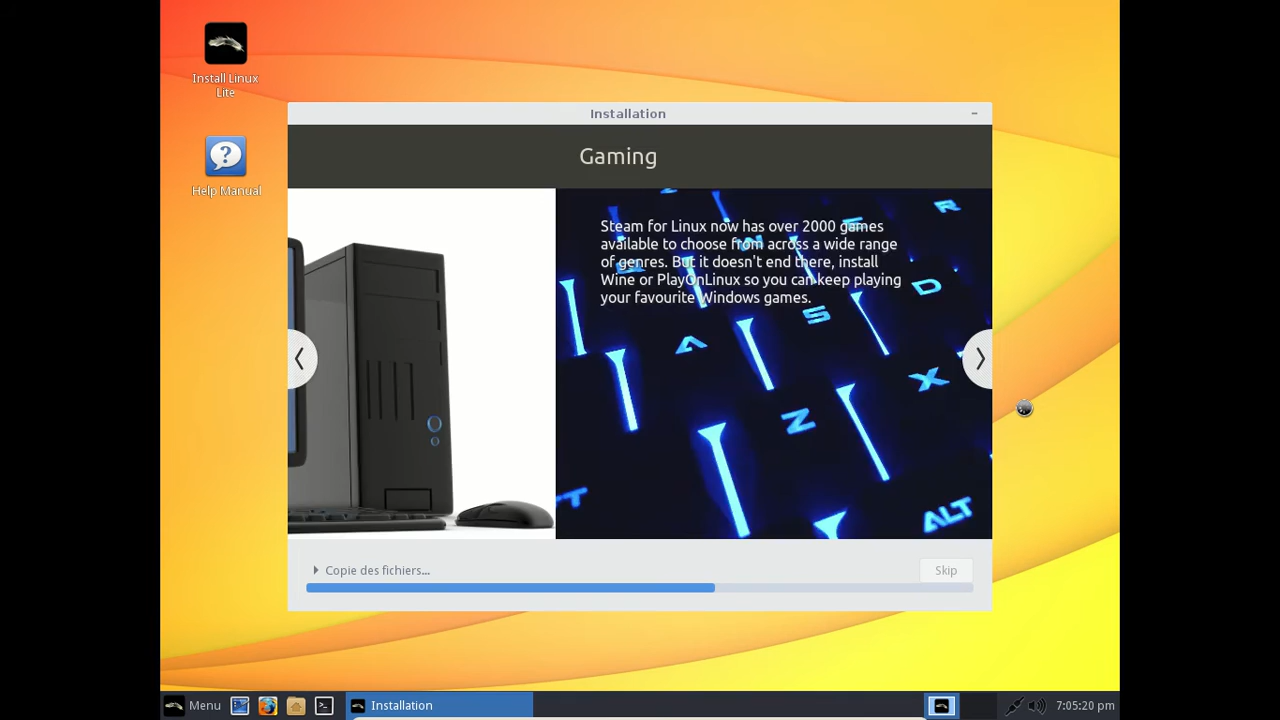 Install Linux
Lite
Help Manual
Installation
Gaming
Steam for Linux now has over 2000 games
available to choose from across a wide range
of genres. But it doesn't end there, install
Wine or PlayOnLinux so you can keep playing
your favourite Windows games.
R
A
S
D
Z
X
ALT
Copie des fichiers...
Skip
Menu
Installation
7:05:20 pm